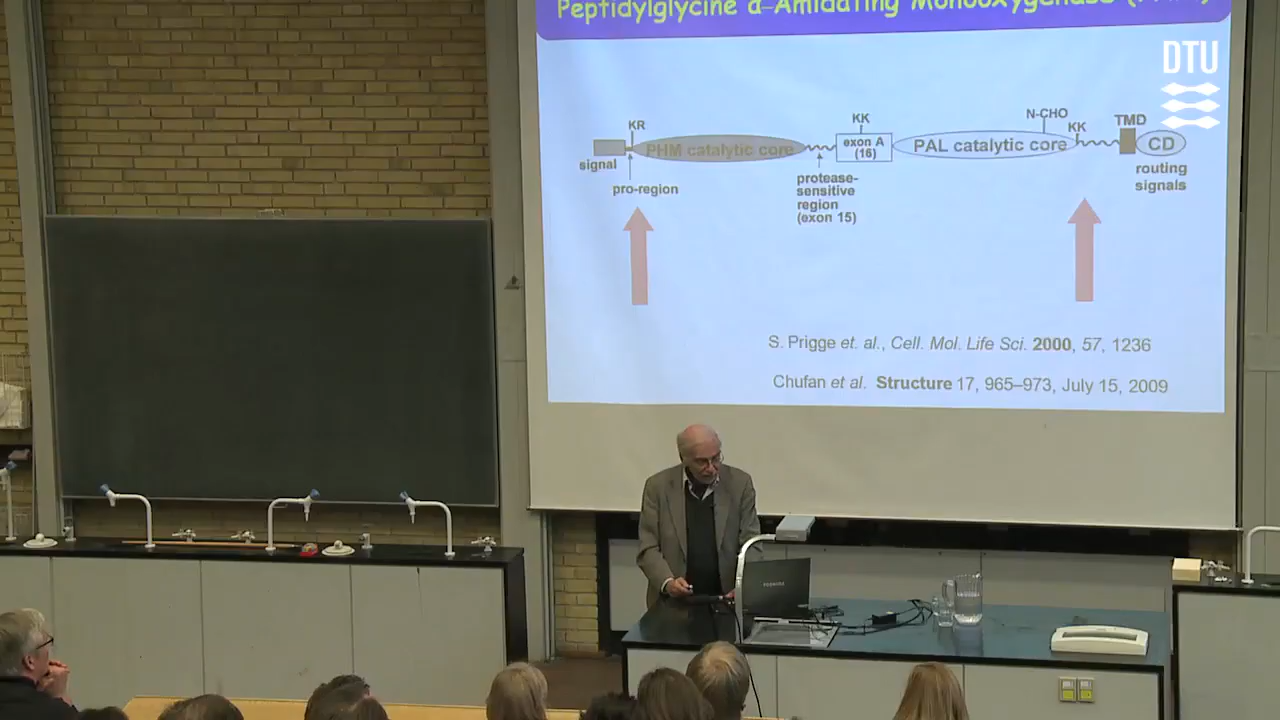 Peptidylglycine α-Amidating Monooxygenase
DTU
KR
KK
N-CHO
KK
TMD
signal
PHM catalytic core
exon A
(16)
PAL catalytic core
CD
pro-region
protease-
sensitive
region
(exon 15)
routing
signals
S. Prigge et. al., Cell. Mol. Life Sci. 2000, 57, 1236
Chufan et al. Structure 17, 965–973, July 15, 2009
TOSHIBA